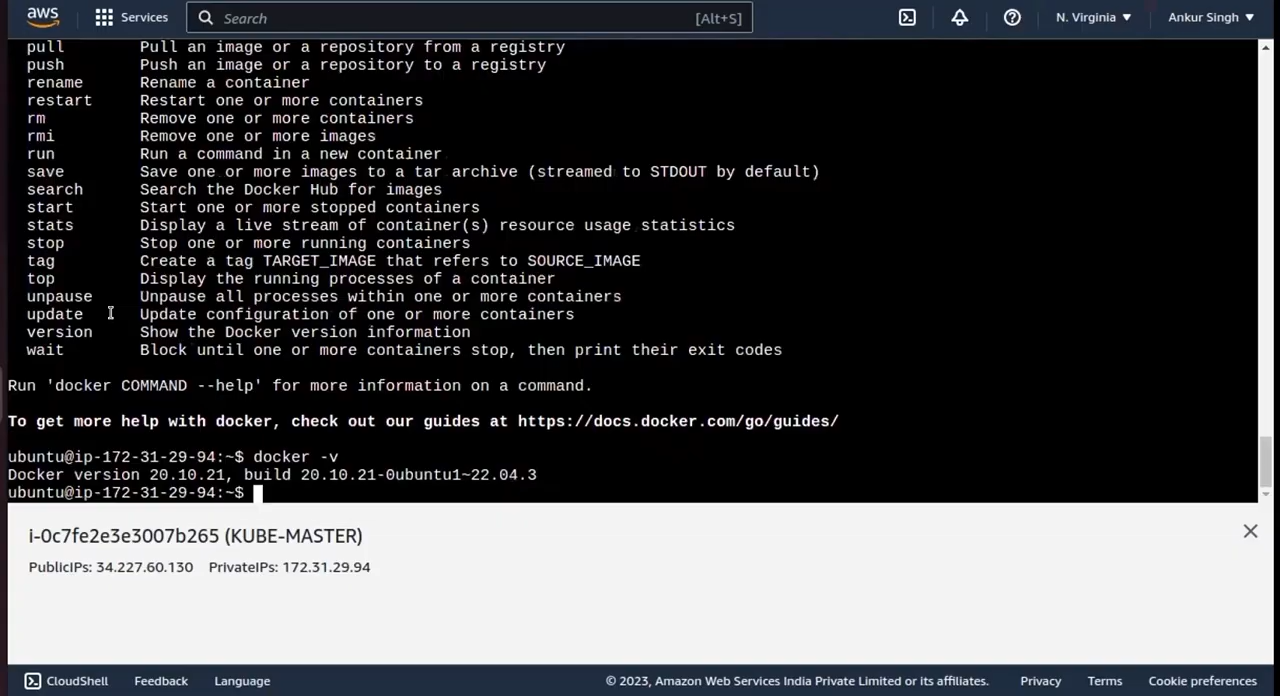 aws Services Search [Alt+S] N. Virginia Ankur Singh
pull Pull an image or a repository from a registry
push Push an image or a repository to a registry
rename Rename a container
restart Restart one or more containers
rm Remove one or more containers
rmi Remove one or more images
run Run a command in a new container
save Save one or more images to a tar archive (streamed to STDOUT by default)
search Search the Docker Hub for images
start Start one or more stopped containers
stats Display a live stream of container(s) resource usage statistics
stop Stop one or more running containers
tag Create a tag TARGET_IMAGE that refers to SOURCE_IMAGE
top Display the running processes of a container
unpause Unpause all processes within one or more containers
update Update configuration of one or more containers
version Show the Docker version information
wait Block until one or more containers stop, then print their exit codes
Run 'docker COMMAND --help' for more information on a command.
To get more help with docker, check out our guides at https://docs.docker.com/go/guides/
ubuntu@ip-172-31-29-94:~$ docker -v
Docker version 20.10.21, build 20.10.21-0ubuntu1~22.04.3
ubuntu@ip-172-31-29-94:~$
i-0c7fe2e3e3007b265 (KUBE-MASTER)
PublicIPs: 34.227.60.130 PrivateIPs: 172.31.29.94
CloudShell Feedback Language © 2023, Amazon Web Services India Private Limited or its affiliates. Privacy Terms Cookie preferences